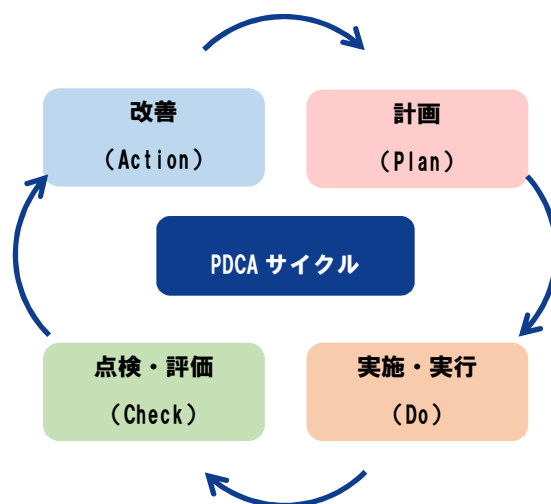 改善
（Action）
計画
（Plan）
PDCA サイクル
点検・評価
（Check）
実施・実行
（Do）